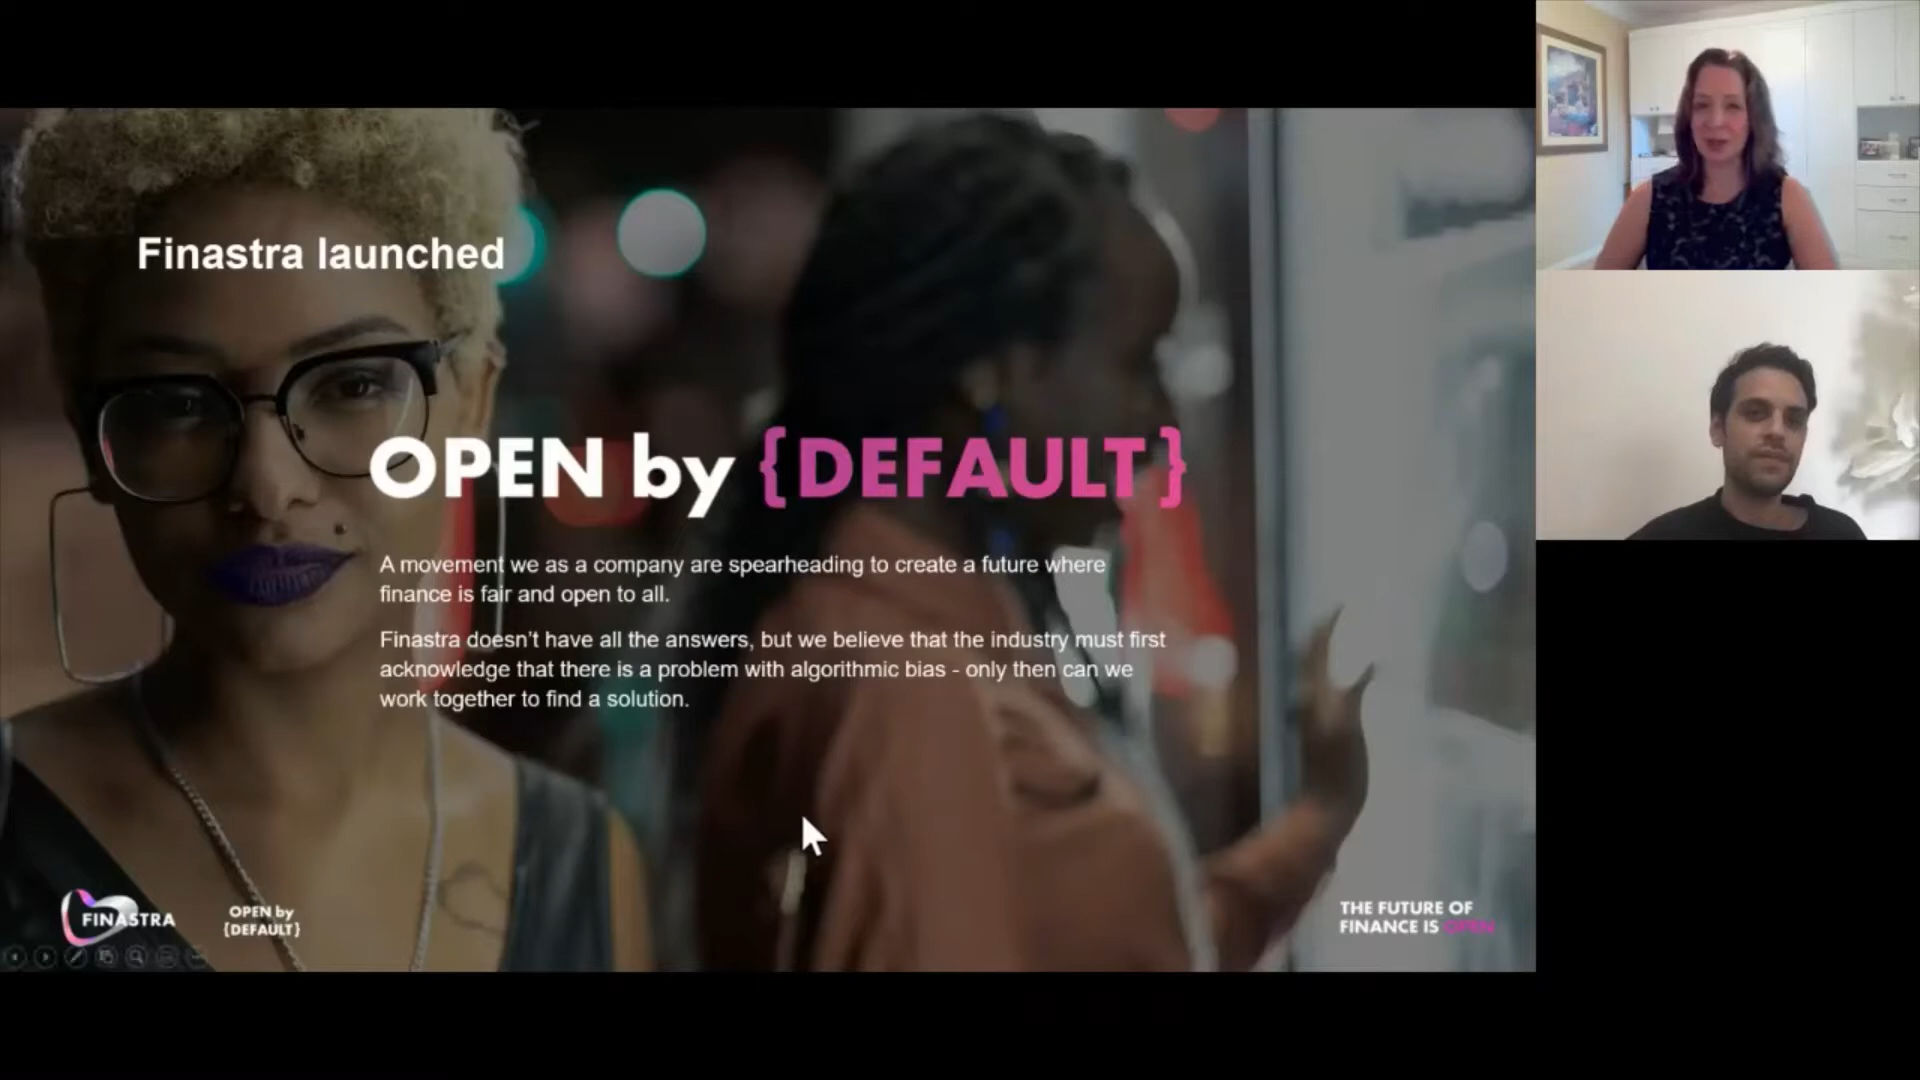 Finastra launched
OPEN by {DEFAULT}
A movement we as a company are spearheading to create a future where
finance is fair and open to all.
Finastra doesn't have all the answers, but we believe that the industry must first
acknowledge that there is a problem with algorithmic bias - only then can we
work together to find a solution.
FINASTRA
OPEN by
{DEFAULT}
THE FUTURE OF
FINANCE IS OPEN